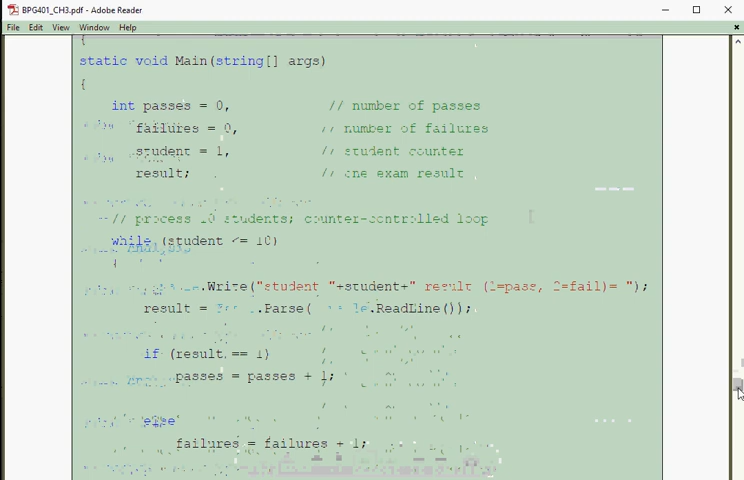 BPG401_CH3.pdf - Adobe Reader
File Edit View Window Help
{
static void Main(string[] args)
{
int passes = 0, // number of passes
failures = 0, // number of failures
student = 1, // student counter
result; // one exam result
// process 10 students; counter-controlled loop
while (student <= 10)
{
.Write("student "+student+" result (1=pass, 2=fail)= ");
result = .Parse( .ReadLine());
if (result == 1)
passes = passes + 1;
else
failures = failures + 1;